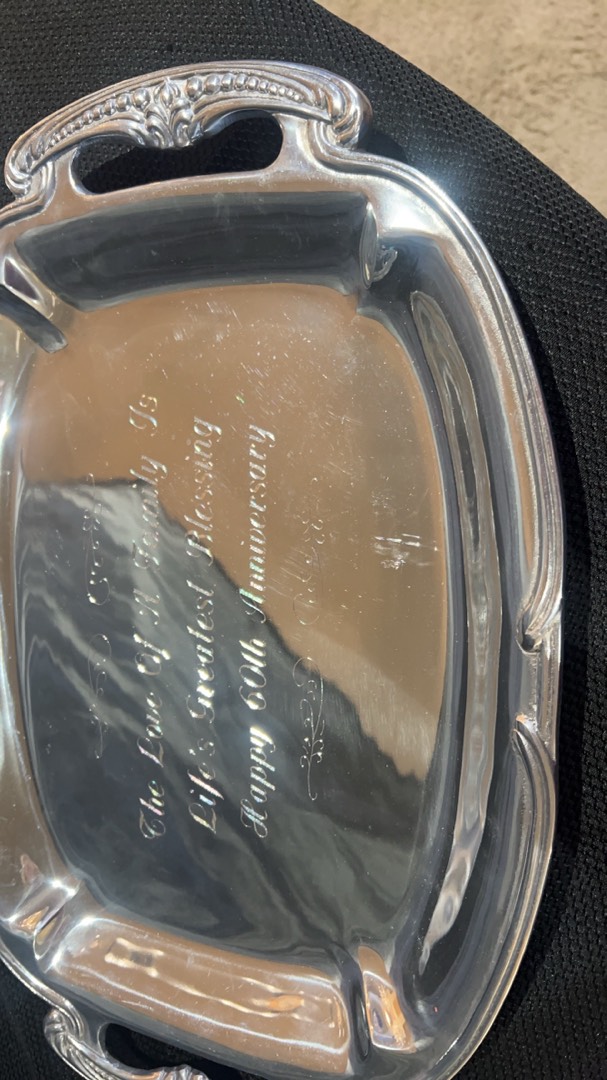 The Love Of A Family Is
Life's Greatest Blessing
Happy 60th Anniversary